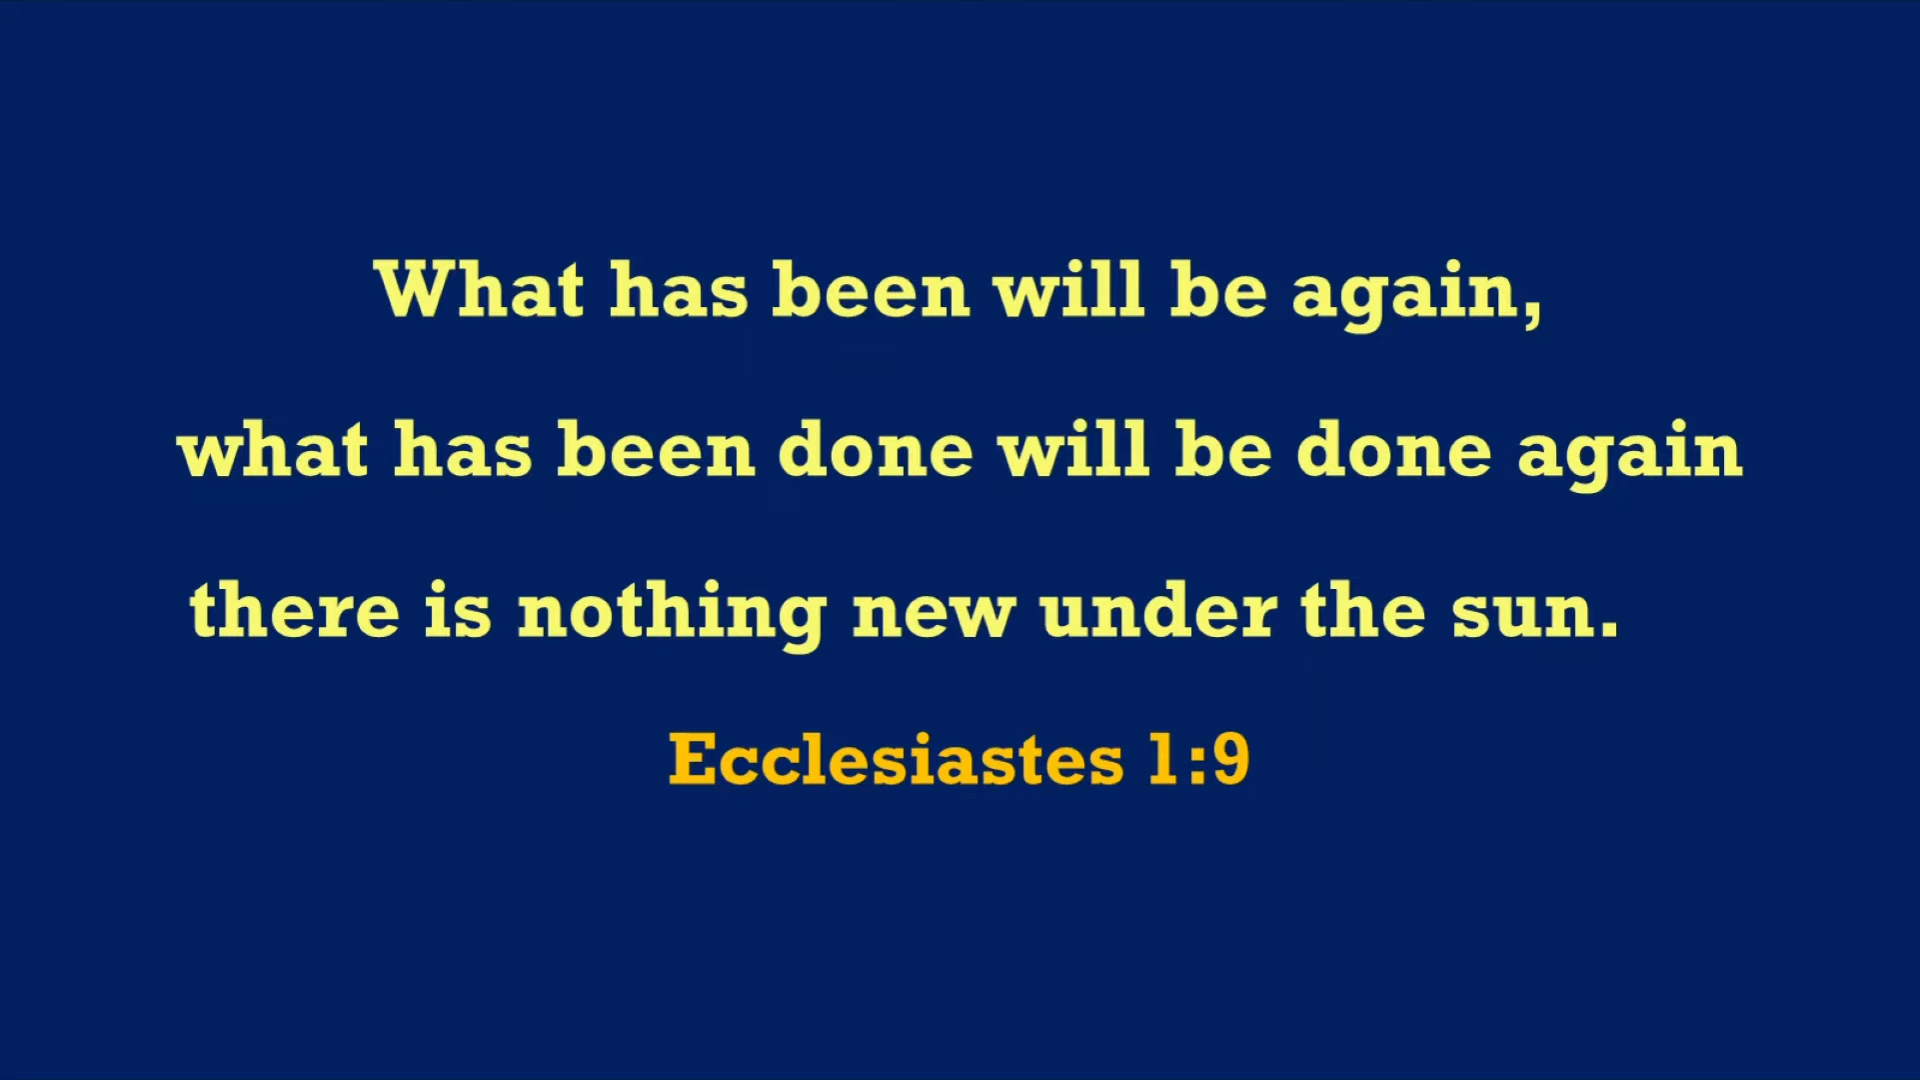 What has been will be again,
what has been done will be done again
there is nothing new under the sun.
Ecclesiastes 1:9